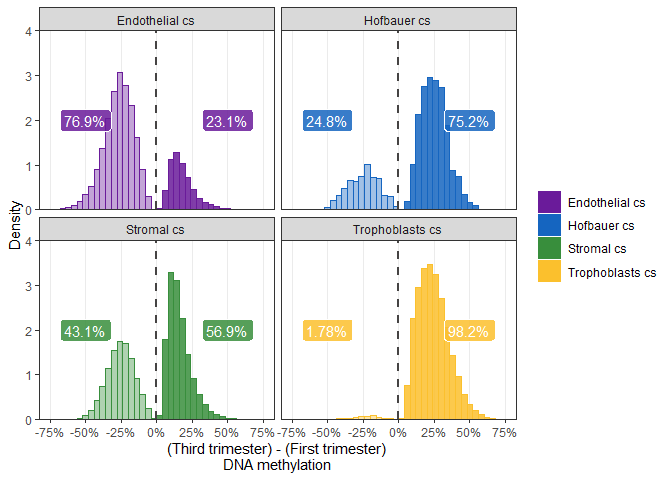 Endothelial cs
Hofbauer cs
4
3
2
1
0
76.9%
23.1%
24.8%
75.2%
Density
Stromal cs
Trophoblasts cs
4
3
2
1
0
43.1%
56.9%
1.78%
98.2%
-75% -50% -25% 0% 25% 50% 75%
-75% -50% -25% 0% 25% 50% 75%
(Third trimester) - (First trimester)
DNA methylation
Endothelial cs
Hofbauer cs
Stromal cs
Trophoblasts cs